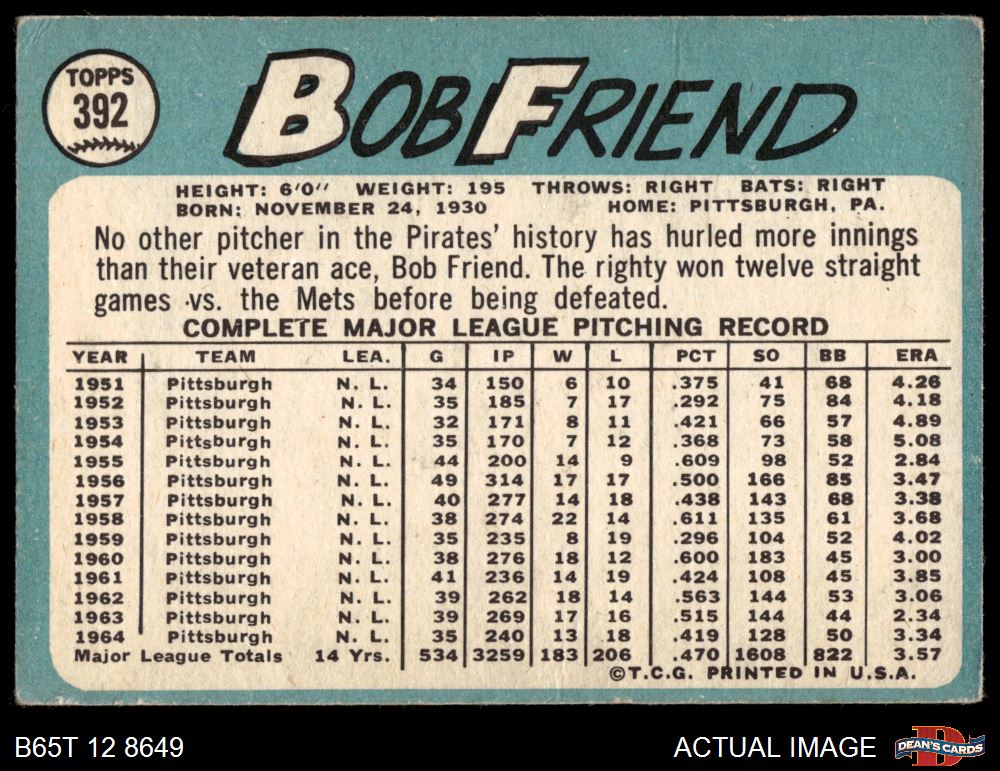 TOPPS
392
BOB FRIEND
HEIGHT: 6'0" WEIGHT: 195 THROWS: RIGHT BATS: RIGHT
BORN: NOVEMBER 24, 1930 HOME: PITTSBURGH, PA.
No other pitcher in the Pirates' history has hurled more innings
than their veteran ace, Bob Friend. The righty won twelve straight
games vs. the Mets before being defeated.
COMPLETE MAJOR LEAGUE PITCHING RECORD
YEAR TEAM LEA. G IP W L PCT SO BB ERA
1951 Pittsburgh N. L. 34 150 6 10 .375 41 68 4.26
1952 Pittsburgh N. L. 35 185 7 17 .292 75 84 4.18
1953 Pittsburgh N. L. 32 171 8 11 .421 66 57 4.89
1954 Pittsburgh N. L. 35 170 7 12 .368 73 58 5.08
1955 Pittsburgh N. L. 44 200 14 9 .609 98 52 2.84
1956 Pittsburgh N. L. 49 314 17 17 .500 166 85 3.47
1957 Pittsburgh N. L. 40 277 14 18 .438 143 68 3.38
1958 Pittsburgh N. L. 38 274 22 14 .611 135 61 3.68
1959 Pittsburgh N. L. 35 235 8 19 .296 104 52 4.02
1960 Pittsburgh N. L. 38 276 18 12 .600 183 45 3.00
1961 Pittsburgh N. L. 41 236 14 19 .424 108 45 3.85
1962 Pittsburgh N. L. 39 262 18 14 .563 144 53 3.06
1963 Pittsburgh N. L. 39 269 17 16 .515 144 44 2.34
1964 Pittsburgh N. L. 35 240 13 18 .419 128 50 3.34
Major League Totals 14 Yrs. 534 3259 183 206 .470 1608 822 3.57
©T.C.G. PRINTED IN U.S.A.
B65T 12 8649 ACTUAL IMAGE D DEAN'S CARDS